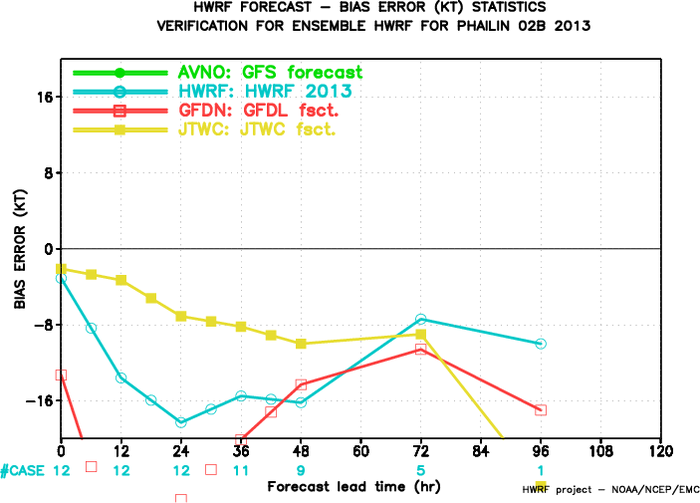 HWRF FORECAST – BIAS ERROR (KT) STATISTICS
VERIFICATION FOR ENSEMBLE HWRF FOR PHAILIN 02B 2013
AVNO: GFS forecast
HWRF: HWRF 2013
GFDN: GFDL fsct.
JTWC: JTWC fsct.
16
8
0
-8
-16
BIAS ERROR (KT)
0 12 24 36 48 60 72 84 96 108 120
#CASE 12 12 12 11 9 5 1
Forecast lead time (hr)
HWRF project – NOAA/NCEP/EMC